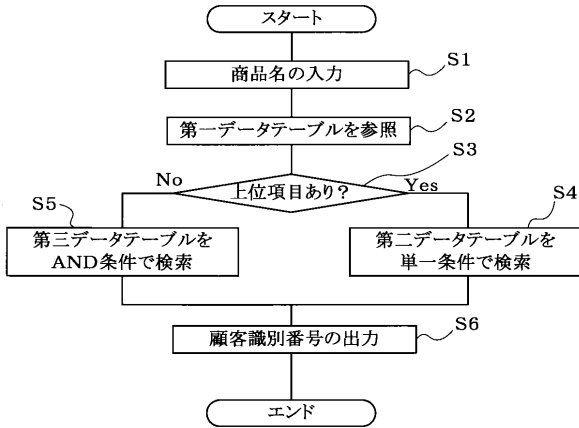 スタート
商品名の入力
S1
第一データテーブルを参照
S2
上位項目あり?
S3
No
Yes
S5
第三データテーブルを
AND条件で検索
S4
第二データテーブルを
単一条件で検索
顧客識別番号の出力
S6
エンド